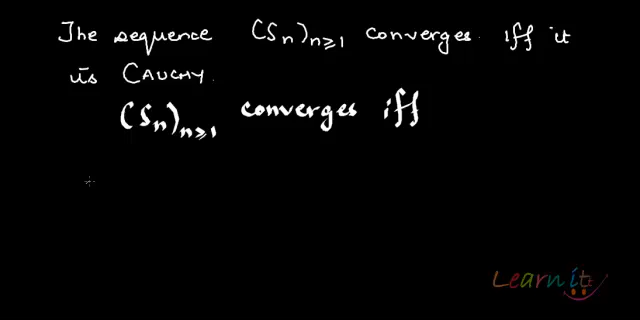 The sequence (Sn)n≥1 converges iff it
is CAUCHY.
(Sn)n≥1 converges iff
Learnit